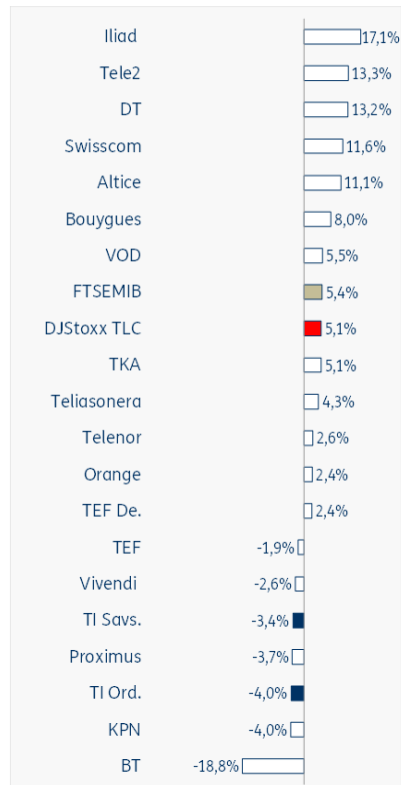 Iliad 17,1%
Tele2 13,3%
DT 13,2%
Swisscom 11,6%
Altice 11,1%
Bouygues 8,0%
VOD 5,5%
FTSEMIB 5,4%
DJStoxx TLC 5,1%
TKA 5,1%
Teliasonera 4,3%
Telenor 2,6%
Orange 2,4%
TEF De. 2,4%
TEF -1,9%
Vivendi -2,6%
TI Savs. -3,4%
Proximus -3,7%
TI Ord. -4,0%
KPN -4,0%
BT -18,8%